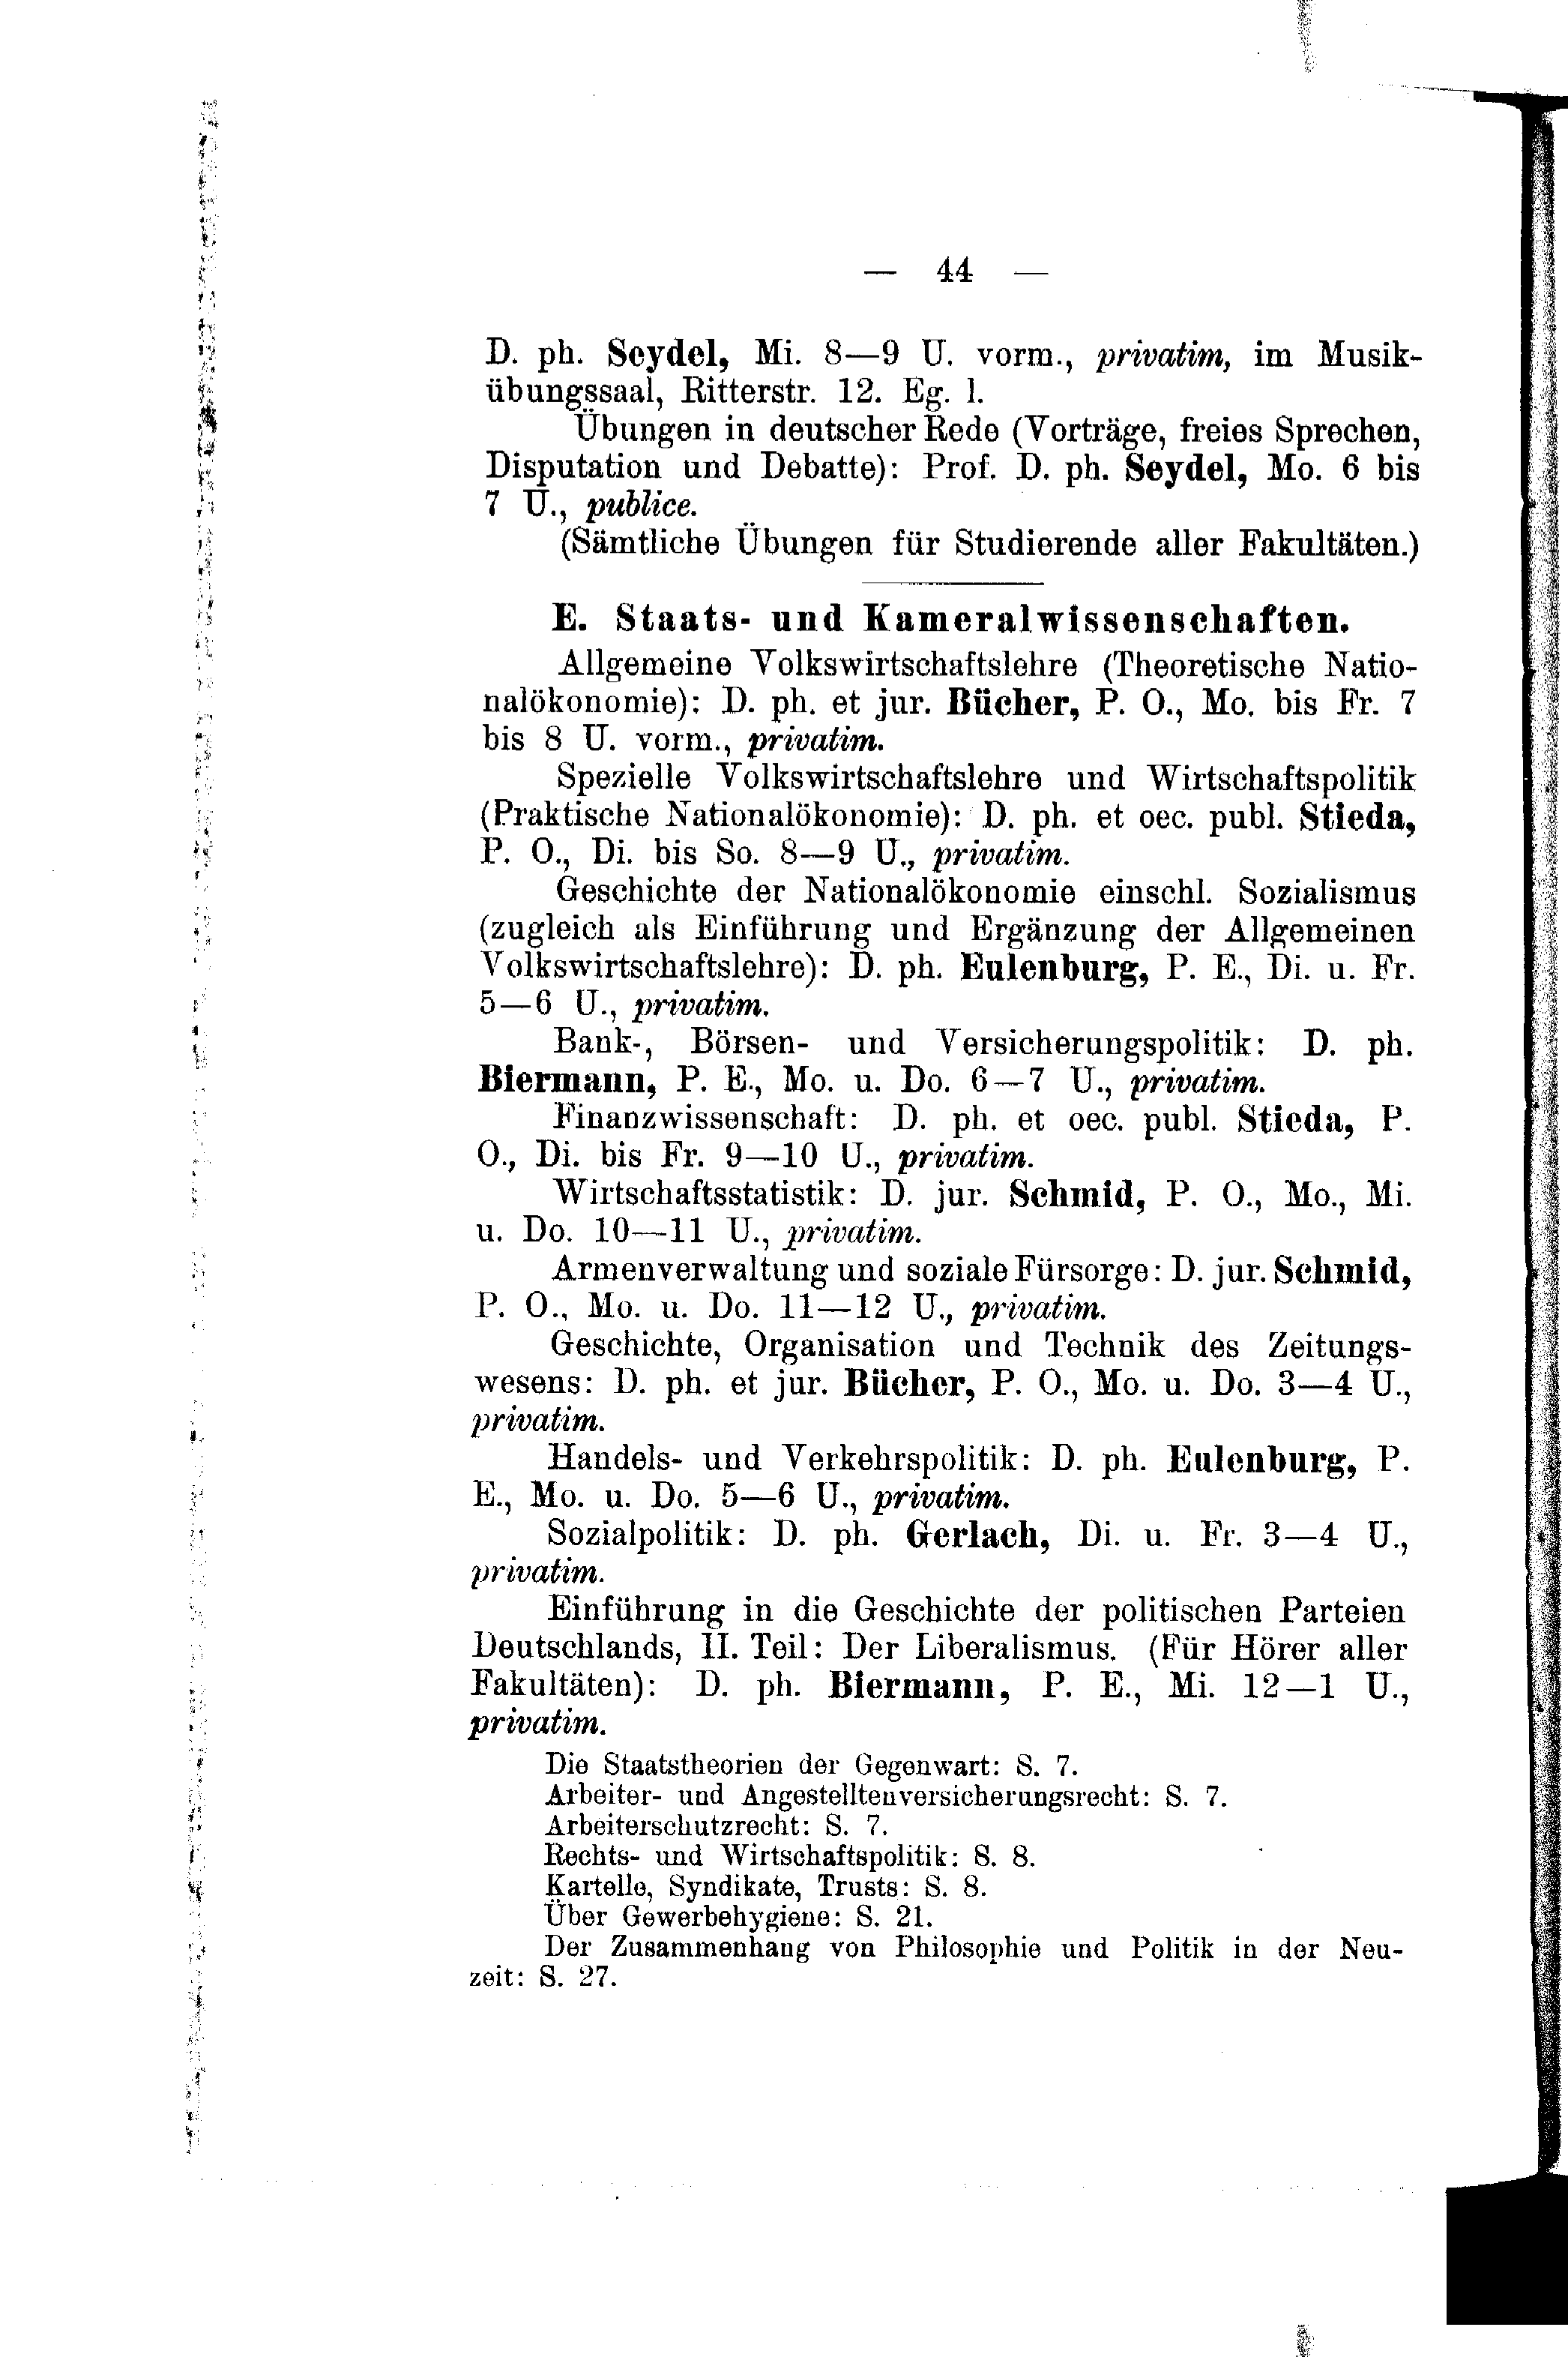 — 44 —
D. ph. Seydel, Mi. 8—9 U. vorm., privatim, im Musik-
übungssaal, Ritterstr. 12. Eg. l.
Übungen in deutscher Rede (Vorträge, freies Sprechen,
Disputation und Debatte): Prof. D. ph. Seydel, Mo. 6 bis
7 U., publice.
(Sämtliche Übungen für Studierende aller Fakultäten.)
E. Staats- und Kameralwissenschaften.
Allgemeine Volkswirtschaftslehre (Theoretische Natio-
nalökonomie): D. ph. et jur. Bücher, P. O., Mo. bis Fr. 7
bis 8 U. vorm., privatim.
Spezielle Volkswirtschaftslehre und Wirtschaftspolitik
(Praktische Nationalökonomie): D. ph. et oec. publ. Stieda,
P. O., Di. bis So. 8—9 U., privatim.
Geschichte der Nationalökonomie einschl. Sozialismus
(zugleich als Einführung und Ergänzung der Allgemeinen
Volkswirtschaftslehre): D. ph. Eulenburg, P. E., Di. u. Fr.
5—6 U., privatim.
Bank-, Börsen- und Versicherungspolitik: D. ph.
Biermann, P. E., Mo. u. Do. 6—7 U., privatim.
Finanzwissenschaft: D. ph. et oec. publ. Stieda, P.
O., Di. bis Fr. 9—10 U., privatim.
Wirtschaftsstatistik: D. jur. Schmid, P. O., Mo., Mi.
u. Do. 10—11 U., privatim.
Armenverwaltung und soziale Fürsorge: D. jur. Schmid,
P. O., Mo. u. Do. 11—12 U., privatim.
Geschichte, Organisation und Technik des Zeitungs-
wesens: D. ph. et jur. Bücher, P. O., Mo. u. Do. 3—4 U.,
privatim.
Handels- und Verkehrspolitik: D. ph. Eulenburg, P.
E., Mo. u. Do. 5—6 U., privatim.
Sozialpolitik: D. ph. Gerlach, Di. u. Fr. 3—4 U.,
privatim.
Einführung in die Geschichte der politischen Parteien
Deutschlands, II. Teil: Der Liberalismus. (Für Hörer aller
Fakultäten): D. ph. Biermann, P. E., Mi. 12—1 U.,
privatim.
Die Staatstheorien der Gegenwart: S. 7.
Arbeiter- und Angestelltenversicherungsrecht: S. 7.
Arbeiterschutzrecht: S. 7.
Rechts- und Wirtschaftspolitik: S. 8.
Kartelle, Syndikate, Trusts: S. 8.
Über Gewerbehygiene: S. 21.
Der Zusammenhang von Philosophie und Politik in der Neu-
zeit: S. 27.